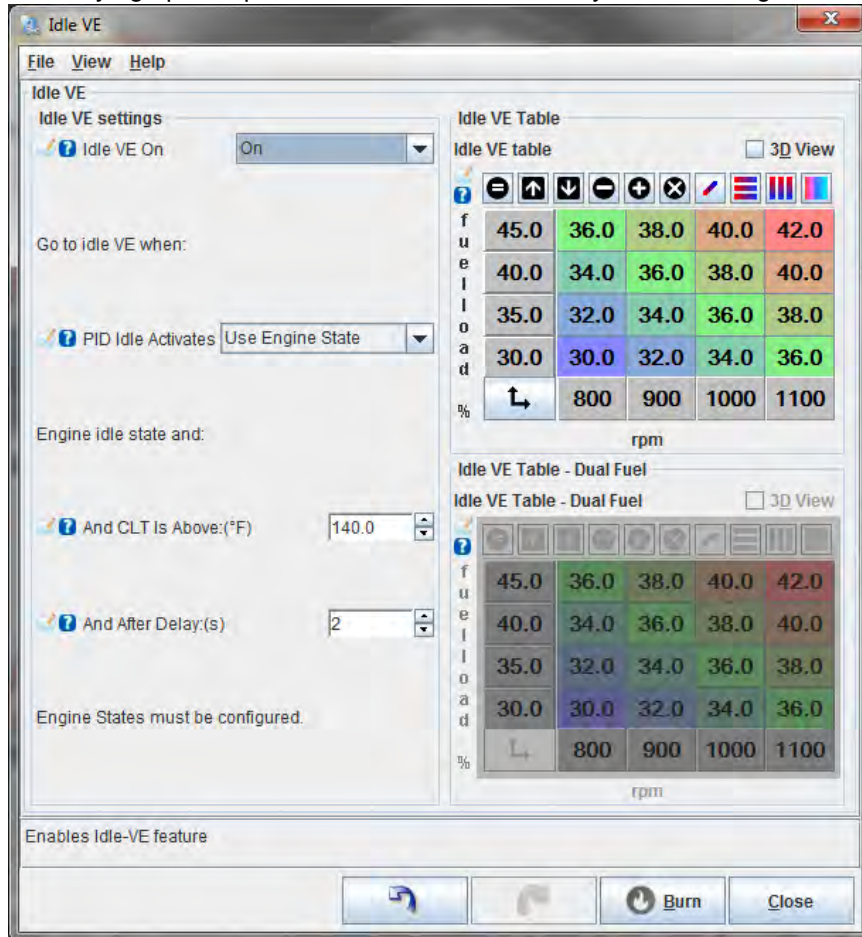 Idle VE
File View Help
Idle VE
Idle VE settings
Idle VE On On
Go to idle VE when:
PID Idle Activates Use Engine State
Engine idle state and:
And CLT Is Above:(°F) 140.0
And After Delay:(s) 2
Engine States must be configured.
Idle VE Table
Idle VE table 3D View
fuelload %
45.0 36.0 38.0 40.0 42.0
40.0 34.0 36.0 38.0 40.0
35.0 32.0 34.0 36.0 38.0
30.0 30.0 32.0 34.0 36.0
800 900 1000 1100
rpm
Idle VE Table - Dual Fuel
Idle VE Table - Dual Fuel 3D View
fuelload %
45.0 36.0 38.0 40.0 42.0
40.0 34.0 36.0 38.0 40.0
35.0 32.0 34.0 36.0 38.0
30.0 30.0 32.0 34.0 36.0
800 900 1000 1100
rpm
Enables Idle-VE feature
Burn Close